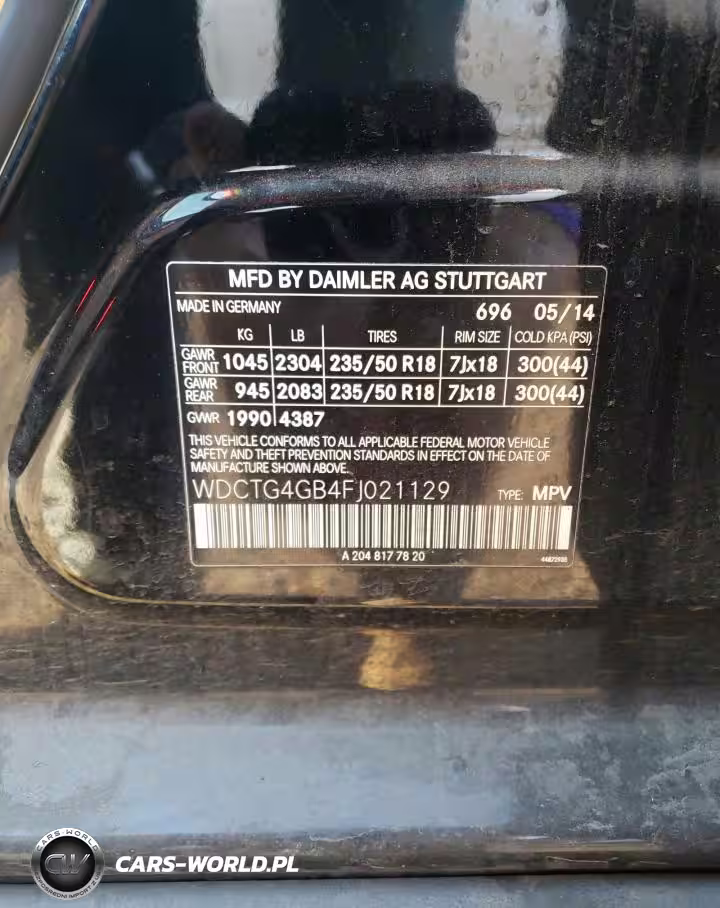 MFD BY DAIMLER AG STUTTGART
MADE IN GERMANY 696 05/14
KG LB TIRES RIM SIZE COLD KPA (PSI)
GAWR FRONT 1045 2304 235/50 R18 7Jx18 300(44)
GAWR REAR 945 2083 235/50 R18 7Jx18 300(44)
GVWR 1990 4387
THIS VEHICLE CONFORMS TO ALL APPLICABLE FEDERAL MOTOR VEHICLE
SAFETY AND THEFT PREVENTION STANDARDS IN EFFECT ON THE DATE OF
MANUFACTURE SHOWN ABOVE.
WDCTG4GB4FJ021129 TYPE: MPV
A 204 817 78 20
CARS-WORLD
CW
CARS-WORLD.PL